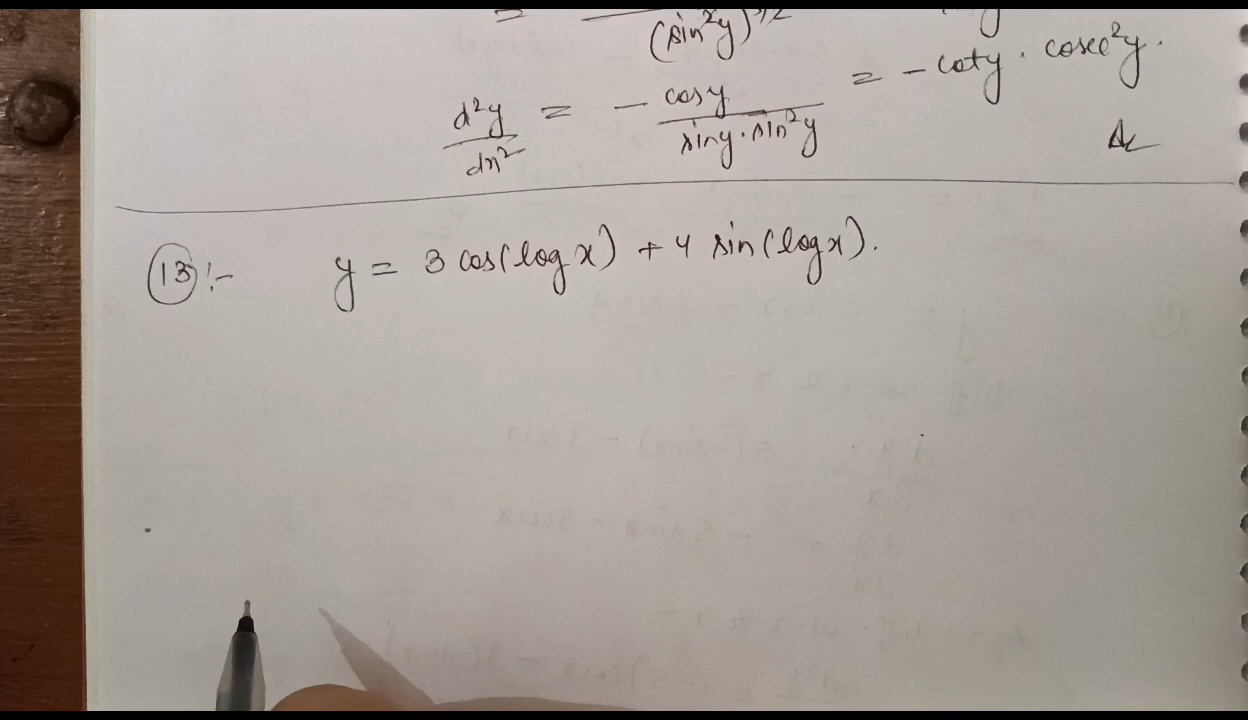 = (sin²y)^3/2
d²y/dx² = - cosy/siny·sin²y = - coty · cosec²y.
(13):- y = 3 cos(log x) + 4 sin(log x).